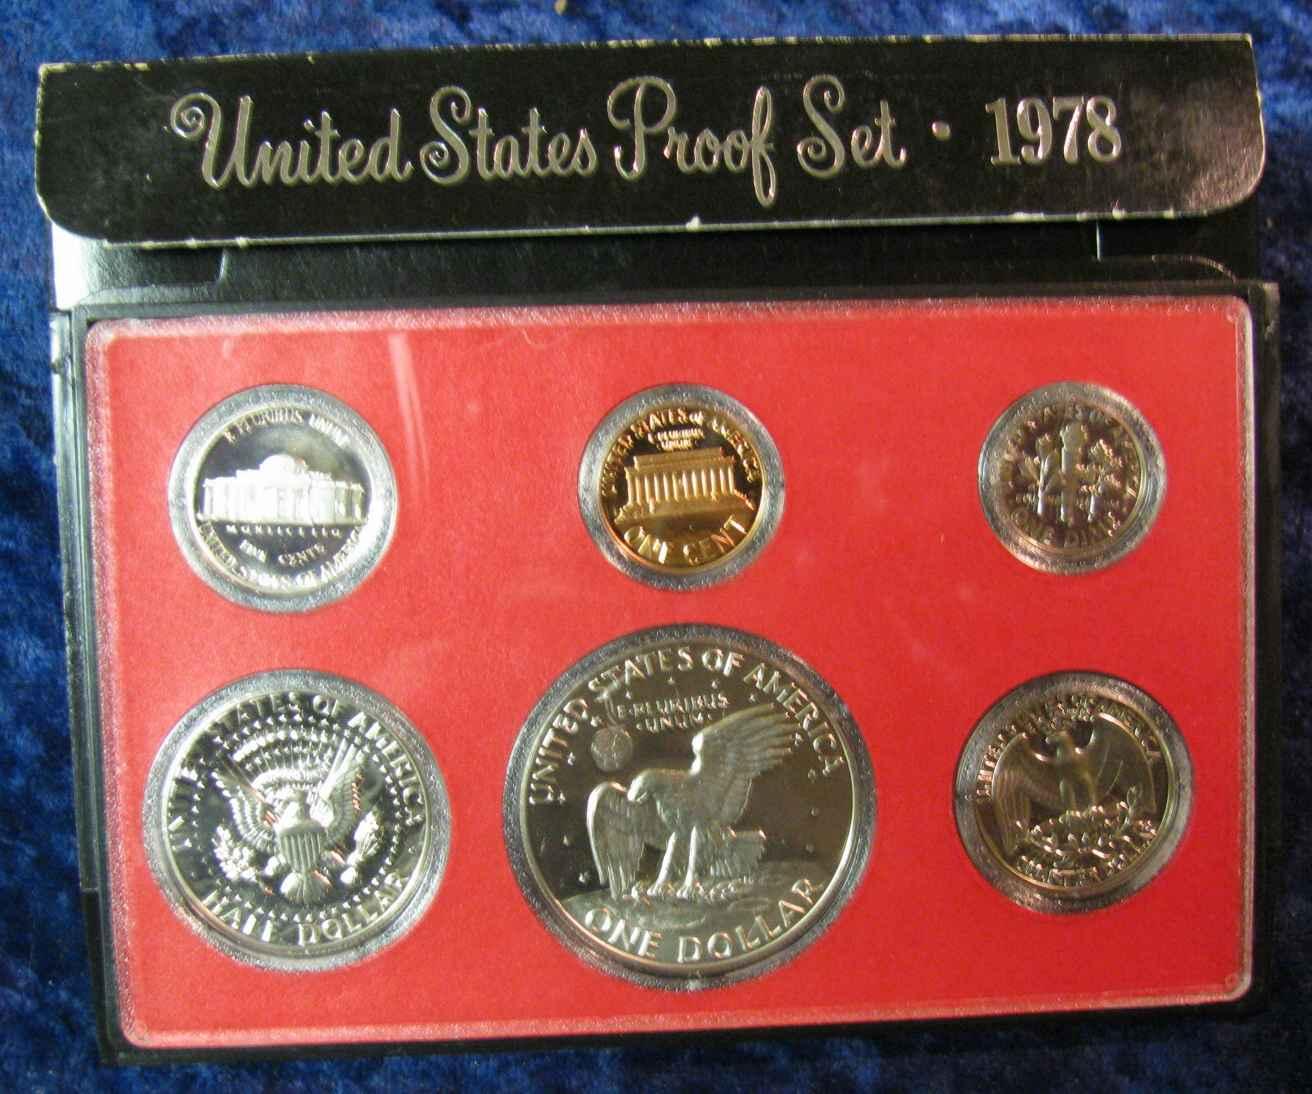 United States Proof Set · 1978
E·PLURIBUS UNUM
MONTICELLO
FIVE CENTS
UNITED STATES OF AMERICA
UNITED STATES OF AMERICA
E·PLURIBUS
·UNUM·
ONE CENT
STATES OF
ONE DIME
UNITED STATES OF AMERICA
HALF DOLLAR
UNITED STATES OF AMERICA
E·PLURIBUS
·UNUM·
ONE DOLLAR
UNITED STATES OF AMERICA
QUARTER DOLLAR